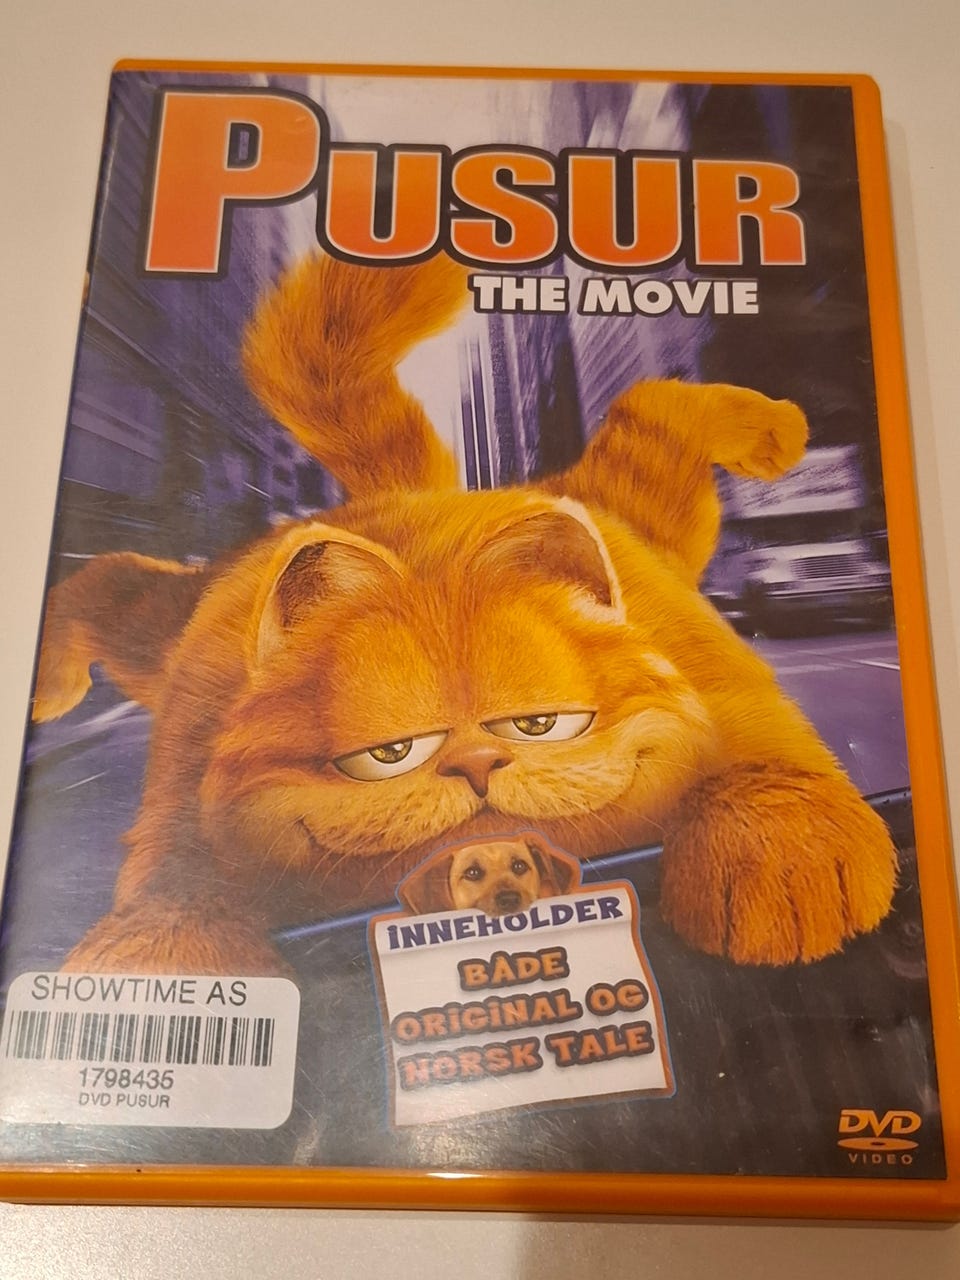 PUSUR
THE MOVIE
INNEHOLDER
BÅDE
ORIGINAL OG
NORSK TALE
SHOWTIME AS
1798435
DVD PUSUR
DVD
VIDEO